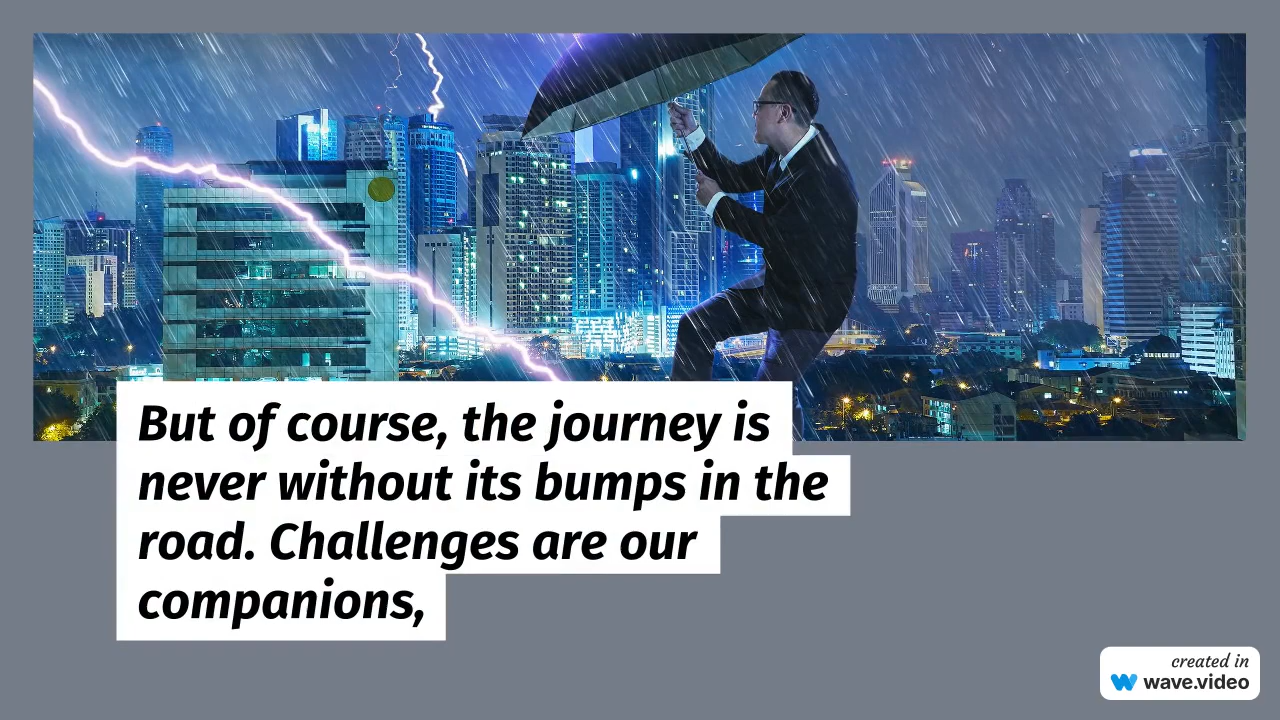 But of course, the journey is
never without its bumps in the
road. Challenges are our
companions,
created in
wave.video